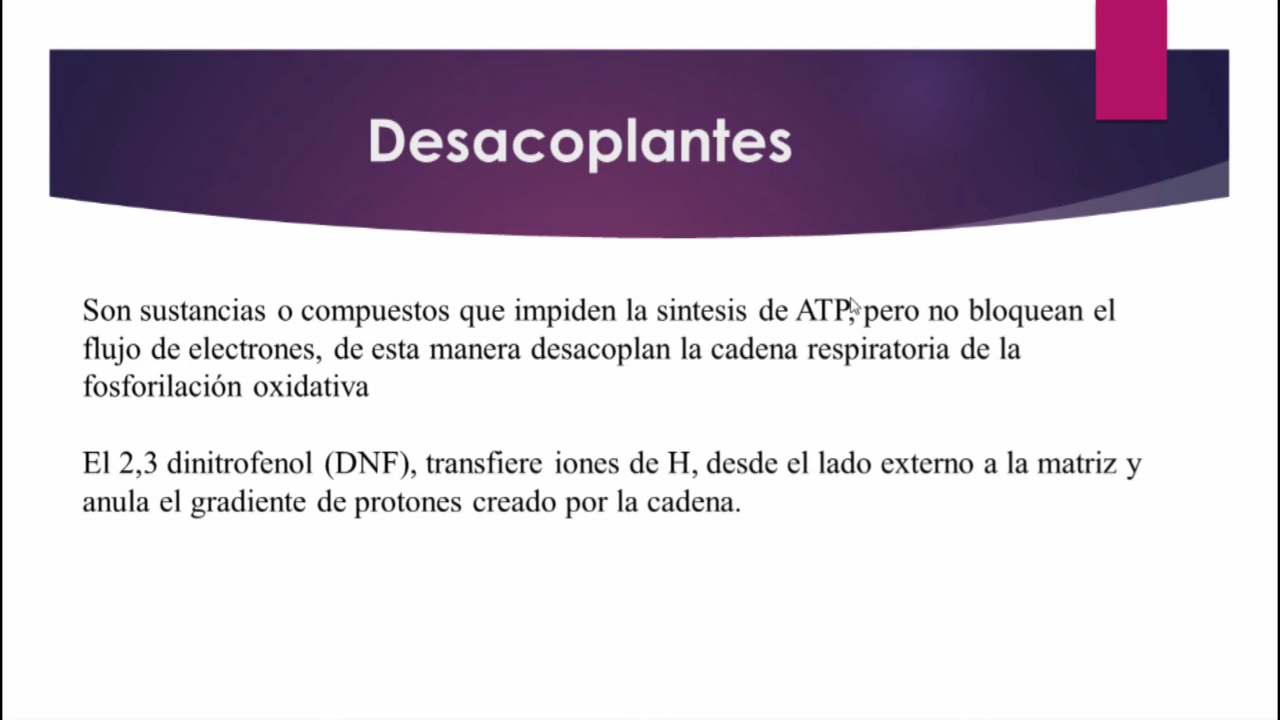 Desacoplantes
Son sustancias o compuestos que impiden la sintesis de ATP, pero no bloquean el
flujo de electrones, de esta manera desacoplan la cadena respiratoria de la
fosforilación oxidativa
El 2,3 dinitrofenol (DNF), transfiere iones de H, desde el lado externo a la matriz y
anula el gradiente de protones creado por la cadena.